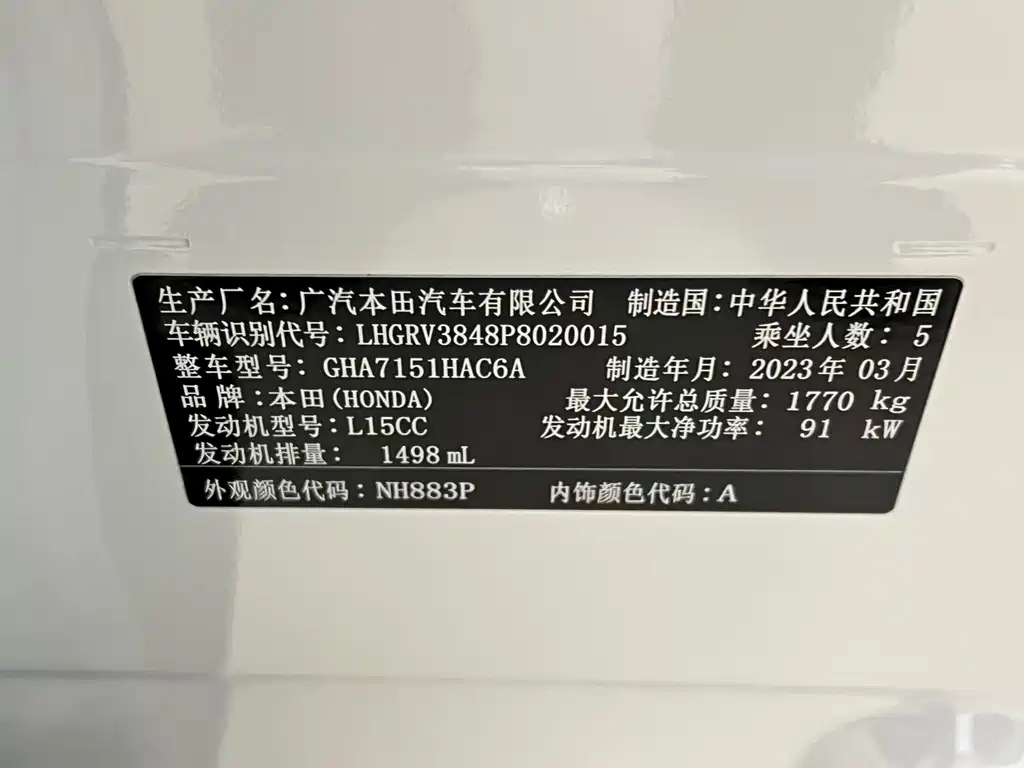 生产厂名：广汽本田汽车有限公司 制造国：中华人民共和国
车辆识别代号：LHGRV3848P8020015 乘坐人数：5
整车型号：GHA7151HAC6A 制造年月：2023年 03月
品牌：本田(HONDA) 最大允许总质量：1770 kg
发动机型号：L15CC 发动机最大净功率：91 kW
发动机排量：1498 mL
外观颜色代码：NH883P 内饰颜色代码：A